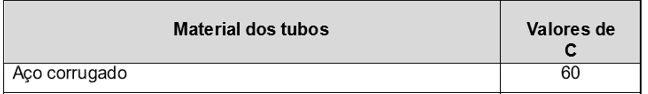 Material dos tubos
Valores de
C
Aço corrugado
60